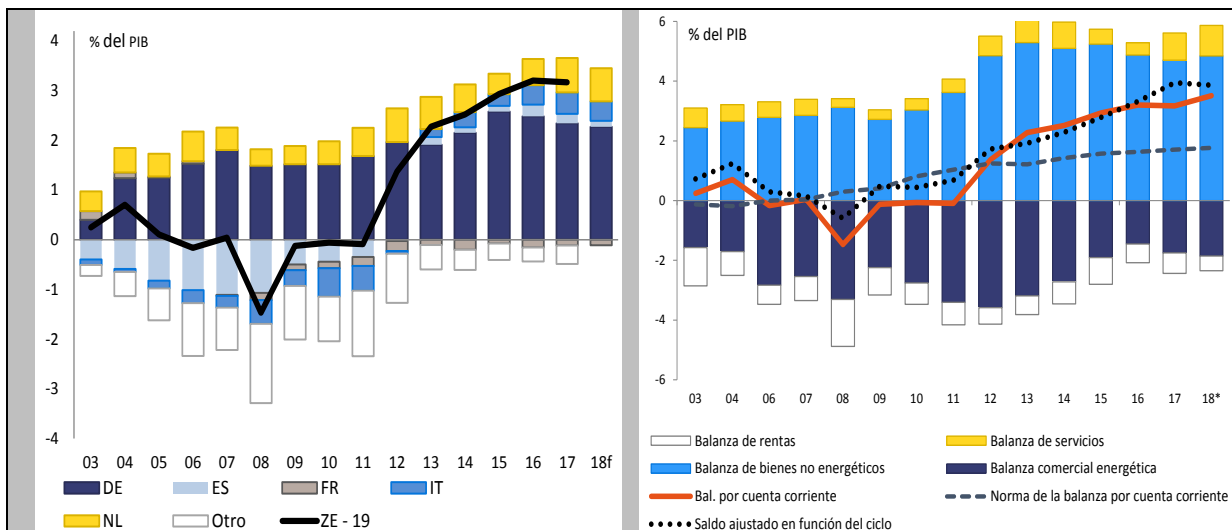 % del PIB
4
3
2
1
0
-1
-2
-3
-4
03 04 05 06 07 08 09 10 11 12 13 14 15 16 17 18f
DE ES FR IT
NL Otro ZE - 19
% del PIB
6
4
2
0
-2
-4
-6
03 04 06 07 08 09 10 11 12 13 14 15 16 17 18*
Balanza de rentas Balanza de servicios
Balanza de bienes no energéticos Balanza comercial energética
Bal. por cuenta corriente Norma de la balanza por cuenta corriente
Saldo ajustado en función del ciclo